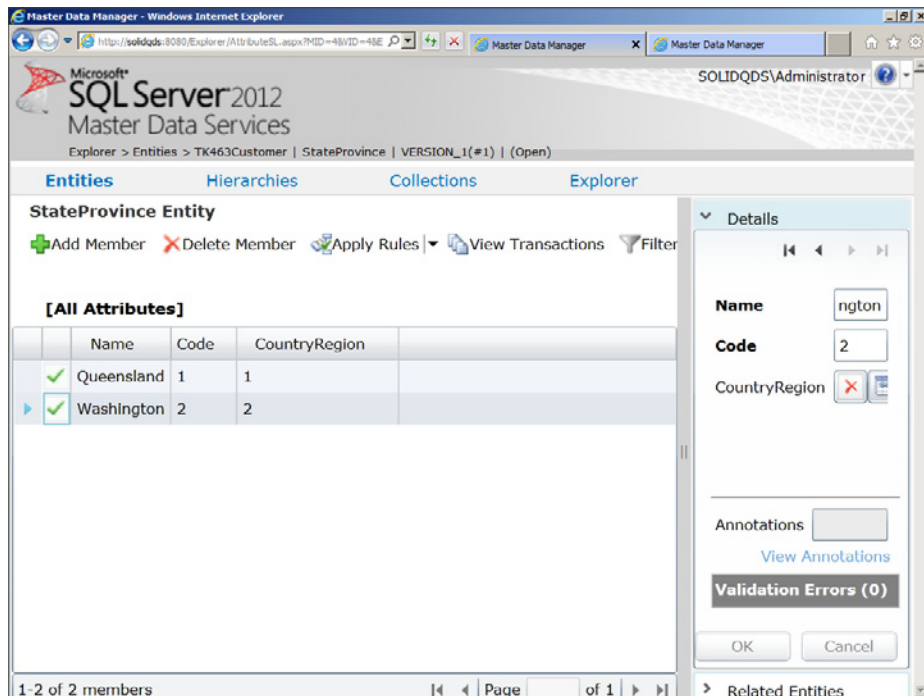 Master Data Manager - Windows Internet Explorer
http://solidqds:8080/Explorer/AttributeSL.aspx?MID=4&VID=4&E
Master Data Manager
Master Data Manager
Microsoft®
SQL Server 2012
Master Data Services
SOLIDQDS\Administrator
Explorer > Entities > TK463Customer | StateProvince | VERSION_1(#1) | (Open)
Entities Hierarchies Collections Explorer
StateProvince Entity
Add Member Delete Member Apply Rules View Transactions Filter
[All Attributes]
Name Code CountryRegion
Queensland 1 1
Washington 2 2
1-2 of 2 members
Page of 1
Details
Name ngton
Code 2
CountryRegion
Annotations
View Annotations
Validation Errors (0)
OK Cancel
Related Entities